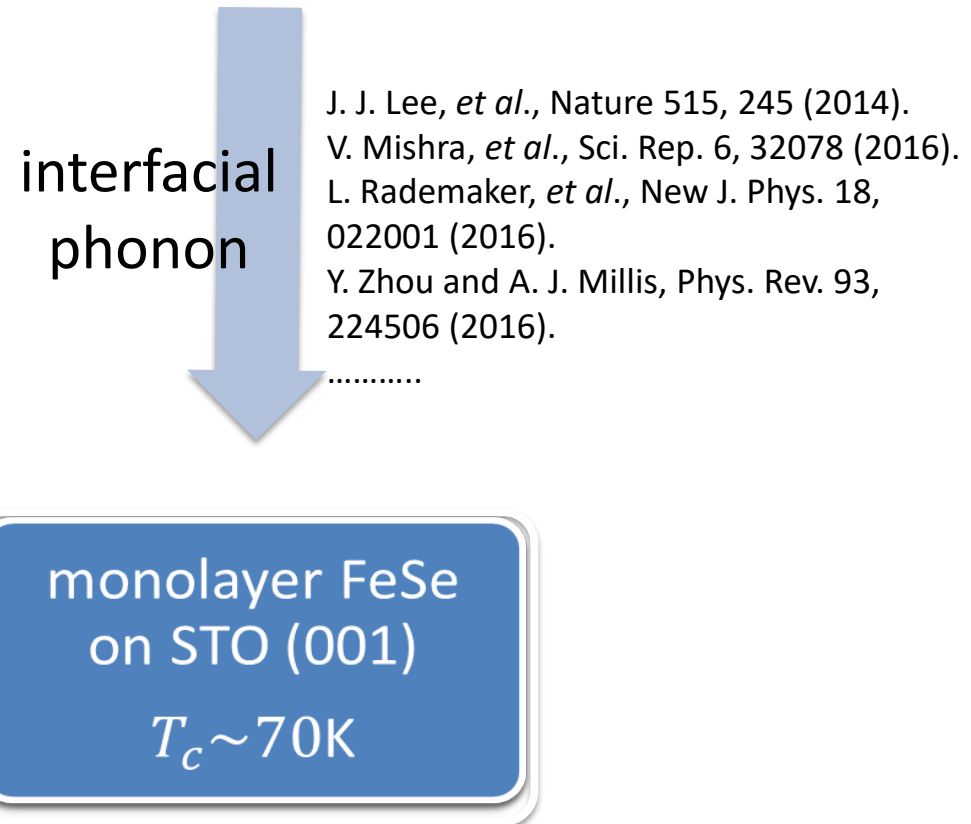 interfacial
phonon
J. J. Lee, et al., Nature 515, 245 (2014).
V. Mishra, et al., Sci. Rep. 6, 32078 (2016).
L. Rademaker, et al., New J. Phys. 18,
022001 (2016).
Y. Zhou and A. J. Millis, Phys. Rev. 93,
224506 (2016).
………..
monolayer FeSe
on STO (001)
T_c~70K